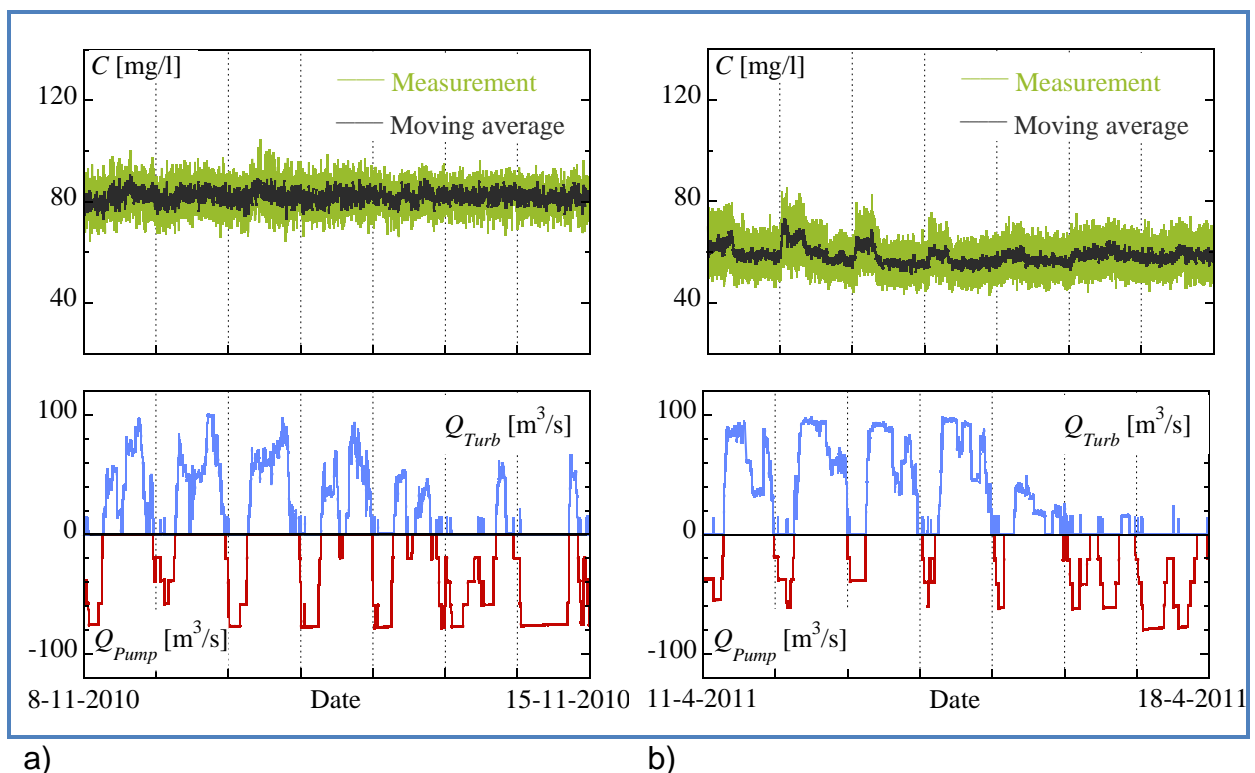 C [mg/l]
Measurement
Moving average
120
80
40
100
0
-100
Q_Turb [m³/s]
Q_Pump [m³/s]
8-11-2010
Date
15-11-2010
a)
C [mg/l]
Measurement
Moving average
120
80
40
100
0
-100
Q_Turb [m³/s]
Q_Pump [m³/s]
11-4-2011
Date
18-4-2011
b)